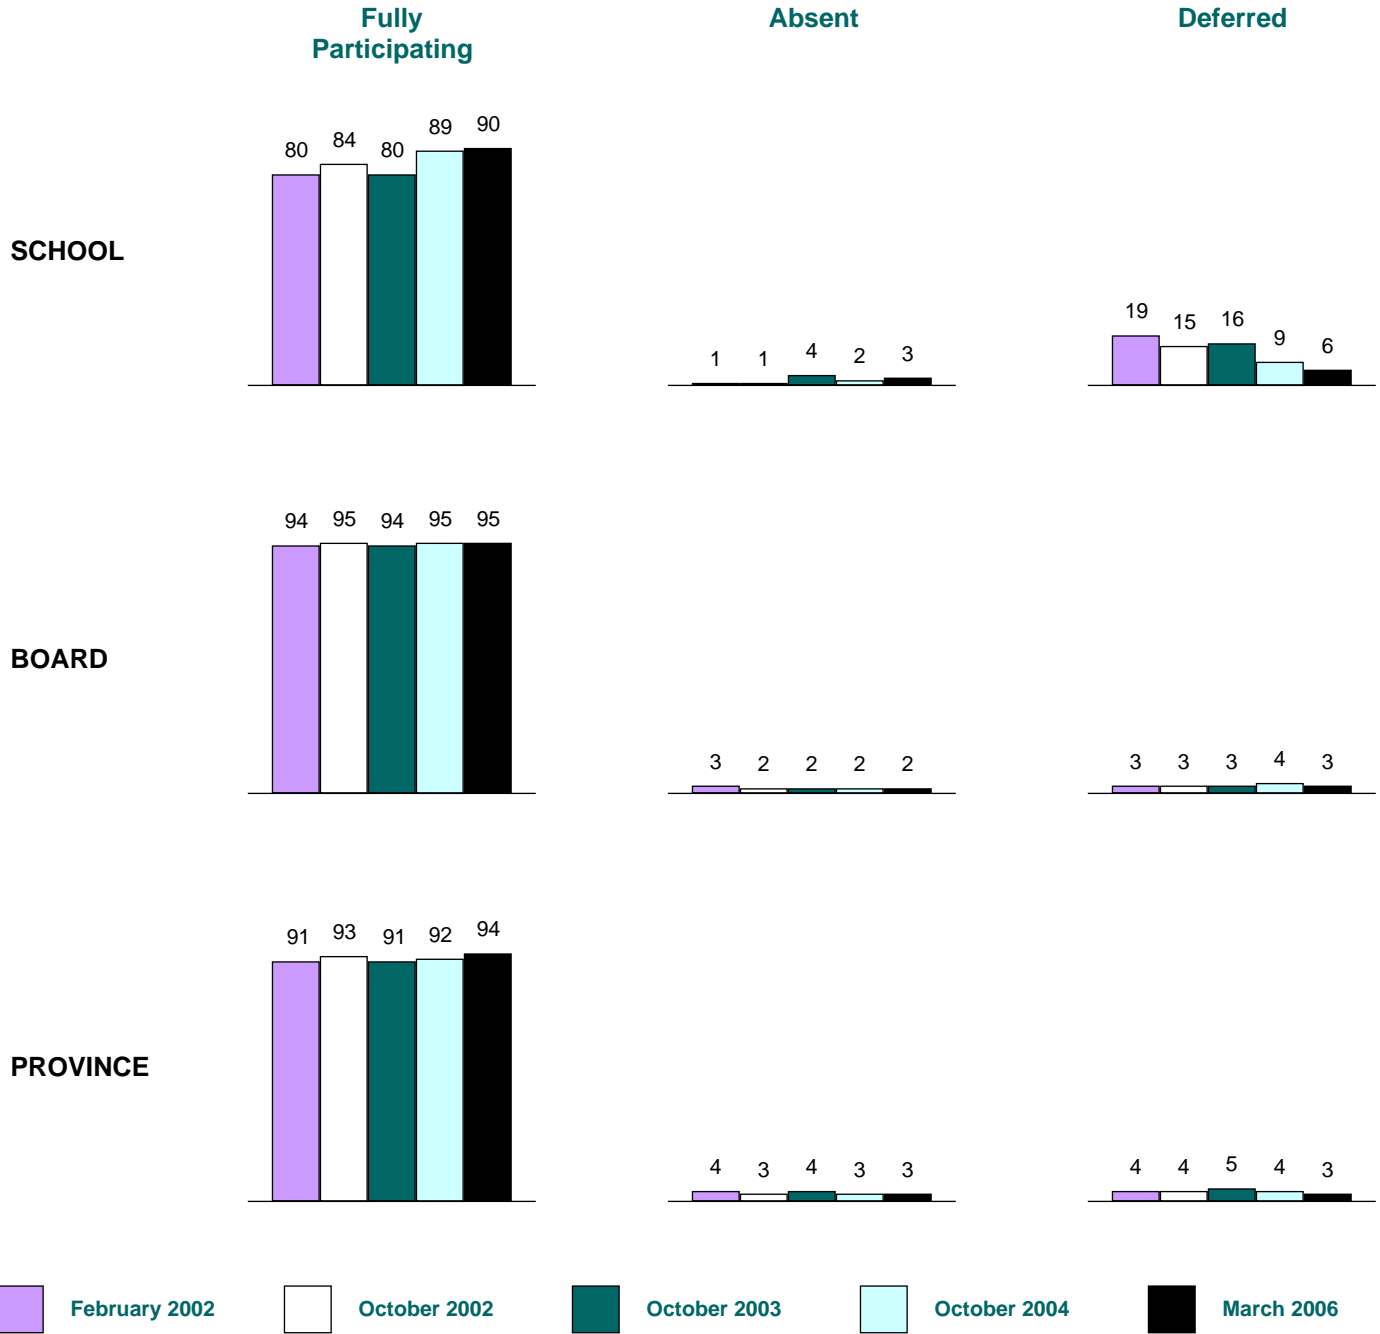 Fully
Participating
Absent
Deferred
SCHOOL
80 84 80 89 90
1 1 4 2 3
19 15 16 9 6
BOARD
94 95 94 95 95
3 2 2 2 2
3 3 3 4 3
PROVINCE
91 93 91 92 94
4 3 4 3 3
4 4 5 4 3
February 2002 October 2002 October 2003 October 2004 March 2006